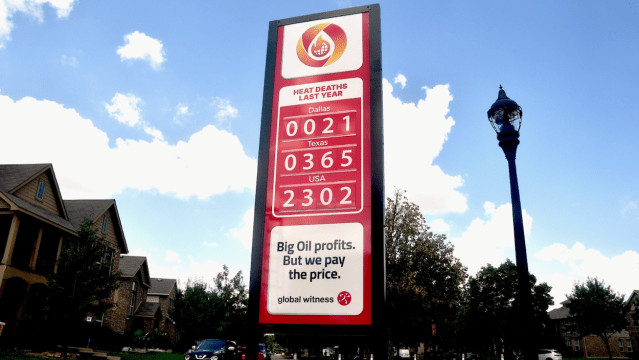 HEAT DEATHS
LAST YEAR
Dallas
0021
Texas
0365
USA
2302
Big Oil profits.
But we pay
the price.
global witness